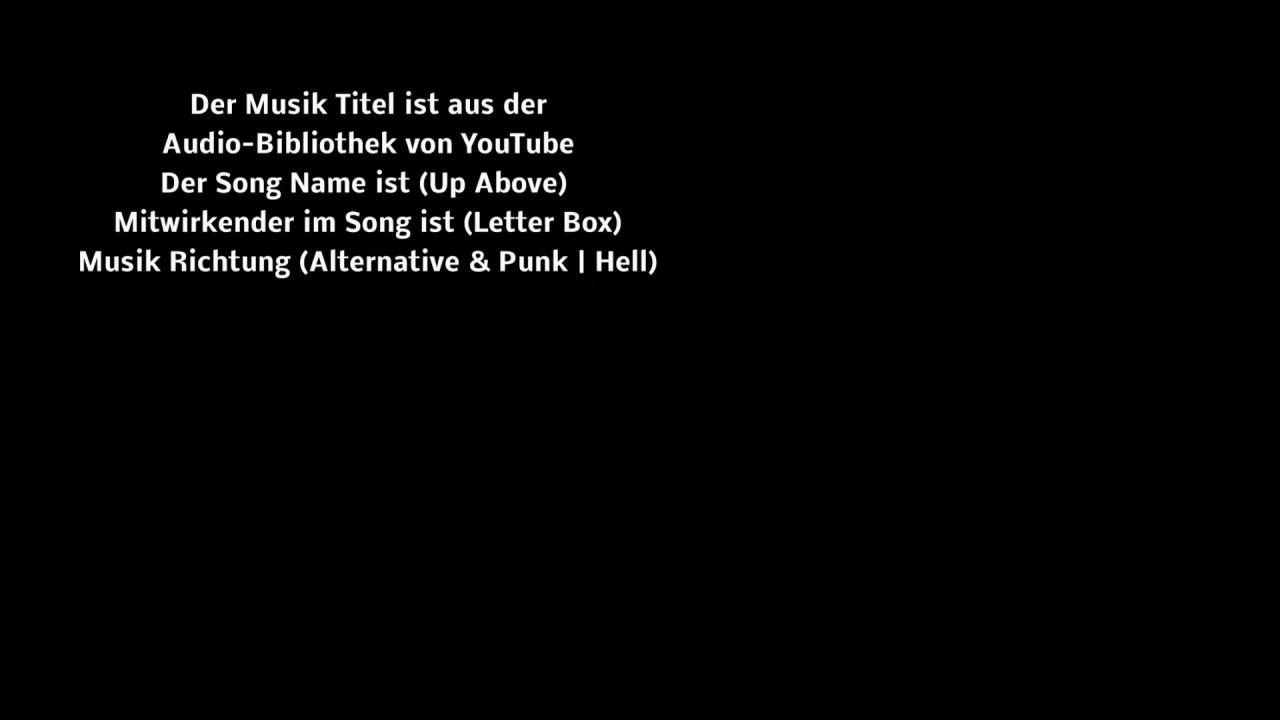 Der Musik Titel ist aus der
Audio-Bibliothek von YouTube
Der Song Name ist (Up Above)
Mitwirkender im Song ist (Letter Box)
Musik Richtung (Alternative & Punk | Hell)